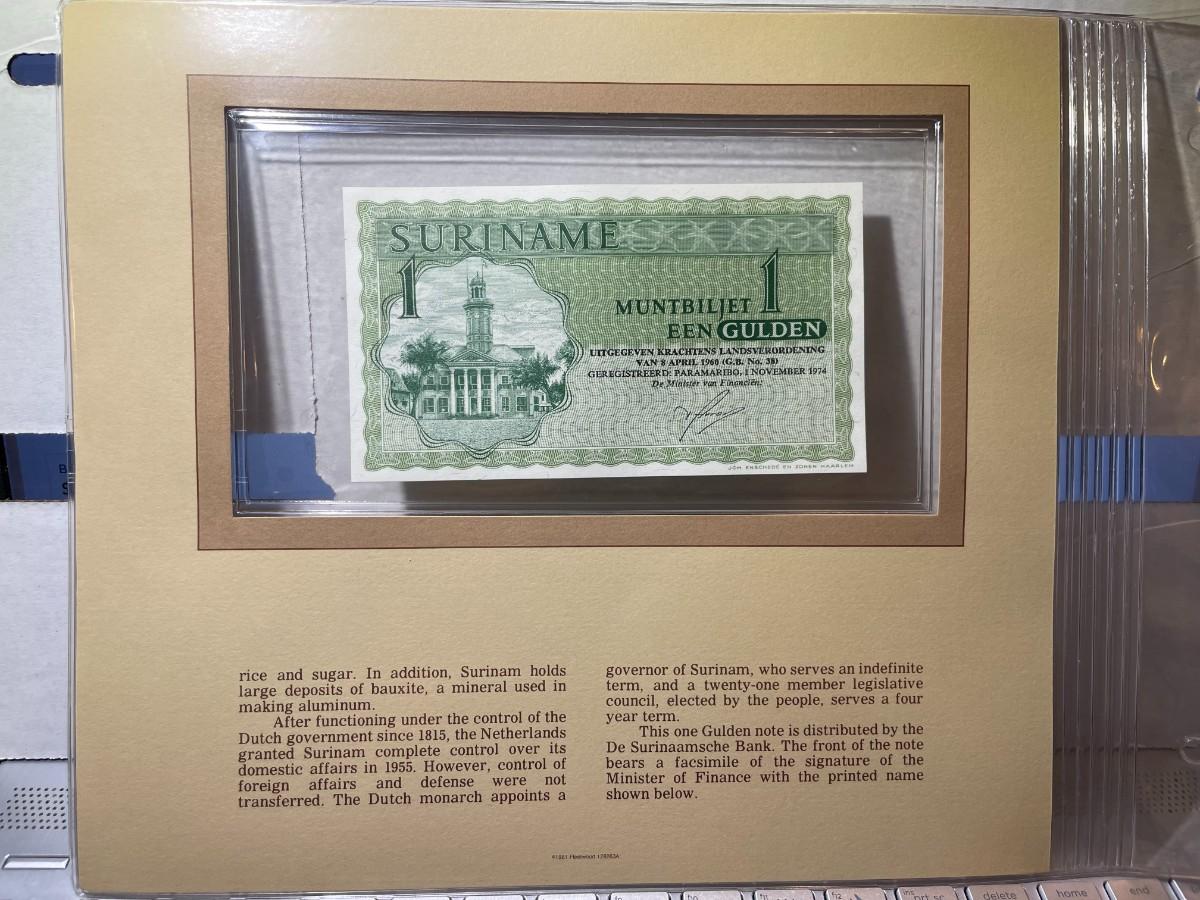 SURINAME
1
1
MUNTBILJET
EEN GULDEN
UITGEGEVEN KRACHTENS LANDSVERORDENING
VAN 8 APRIL 1960 (G.B. No. 38)
GEREGISTREERD: PARAMARIBO, 1 NOVEMBER 1974
De Minister van Financiën:
JOH. ENSCHEDÉ EN ZONEN HAARLEM
rice and sugar. In addition, Surinam holds
large deposits of bauxite, a mineral used in
making aluminum.
After functioning under the control of the
Dutch government since 1815, the Netherlands
granted Surinam complete control over its
domestic affairs in 1955. However, control of
foreign affairs and defense were not
transferred. The Dutch monarch appoints a
governor of Surinam, who serves an indefinite
term, and a twenty-one member legislative
council, elected by the people, serves a four
year term.
This one Gulden note is distributed by the
De Surinaamsche Bank. The front of the note
bears a facsimile of the signature of the
Minister of Finance with the printed name
shown below.
©1981 Fleetwood
ins
prt sc
delete
home
end